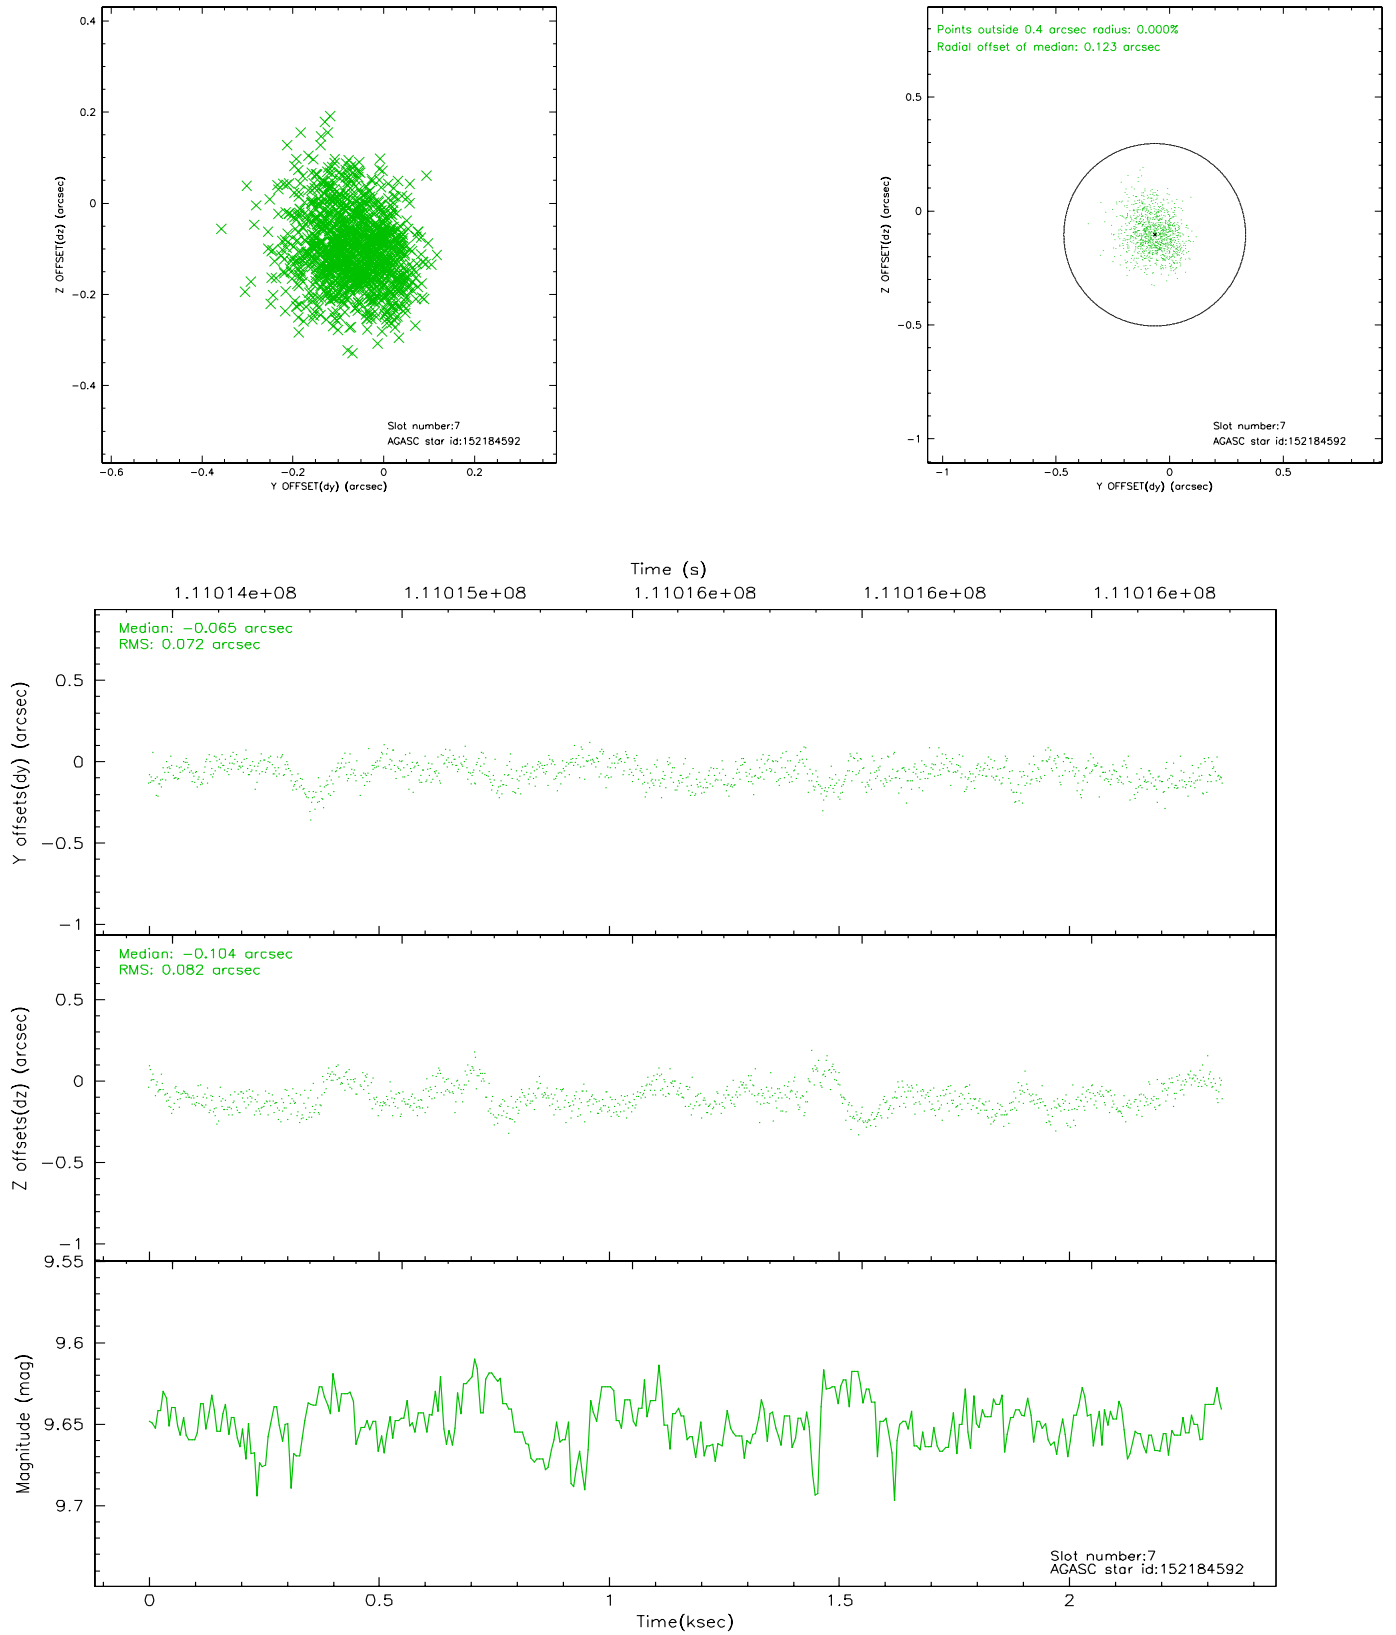 0.4
0.2
0
−0.2
−0.4
Z OFFSET(dz) (arcsec)
Slot number:7
AGASC star id:152184592
−0.6 −0.4 −0.2 0 0.2
Y OFFSET(dy) (arcsec)
Points outside 0.4 arcsec radius: 0.000%
Radial offset of median: 0.123 arcsec
0.5
0
−0.5
−1
Z OFFSET(dz) (arcsec)
Slot number:7
AGASC star id:152184592
−1 −0.5 0 0.5
Y OFFSET(dy) (arcsec)
Time (s)
1.11014e+08 1.11015e+08 1.11016e+08 1.11016e+08 1.11016e+08
Median: −0.065 arcsec
RMS: 0.072 arcsec
0.5
0
−0.5
−1
Y offsets(dy) (arcsec)
Median: −0.104 arcsec
RMS: 0.082 arcsec
0.5
0
−0.5
−1
Z offsets(dz) (arcsec)
9.55
9.6
9.65
9.7
Magnitude (mag)
Slot number:7
AGASC star id:152184592
0 0.5 1 1.5 2
Time(ksec)